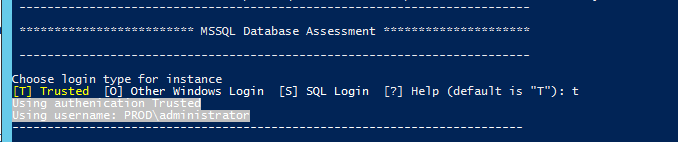 ------------------------------------------------------------------
************************ MSSQL Database Assessment ********************
------------------------------------------------------------------
Choose login type for instance
[T] Trusted  [O] Other Windows Login  [S] SQL Login  [?] Help (default is "T"): t
Using authenication Trusted
Using username: PROD\administrator
-----------------------------------------------------------------